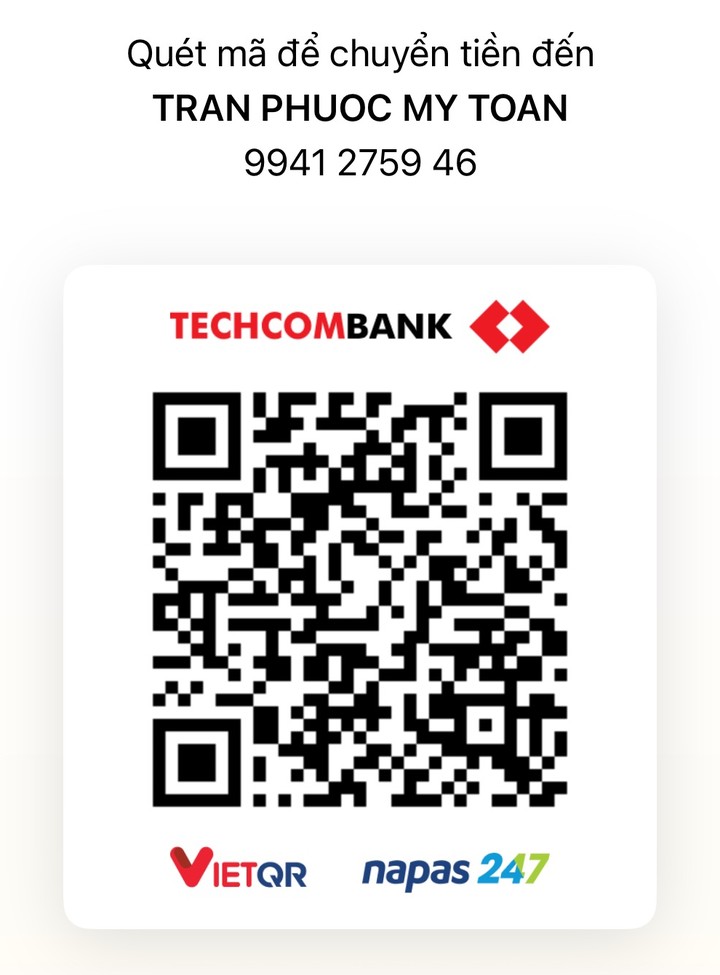 Quét mã để chuyển tiền đến
TRAN PHUOC MY TOAN
9941 2759 46
TECHCOMBANK
VIETQR
napas 247